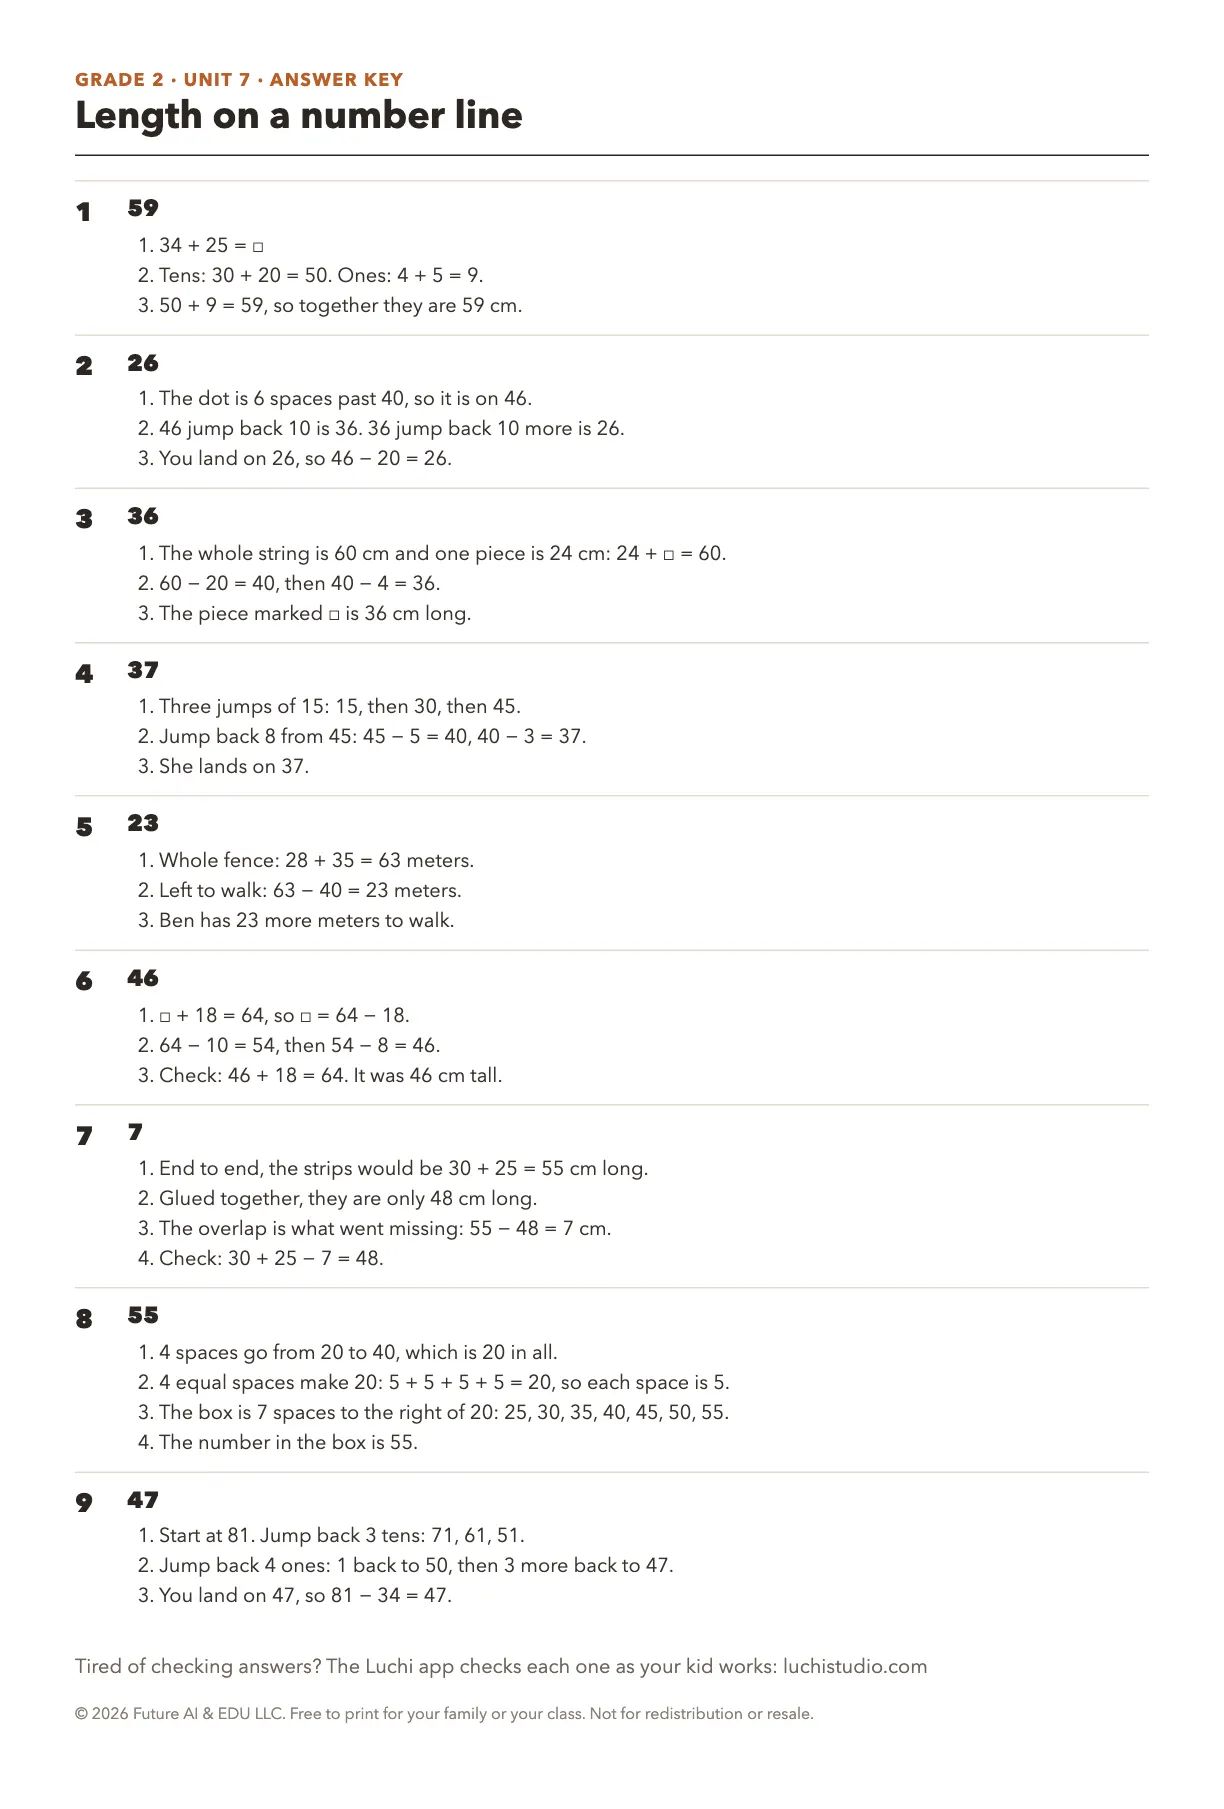 GRADE 2 · UNIT 7 · ANSWER KEY
Length on a number line
1 59
1. 34 + 25 = □
2. Tens: 30 + 20 = 50. Ones: 4 + 5 = 9.
3. 50 + 9 = 59, so together they are 59 cm.
2 26
1. The dot is 6 spaces past 40, so it is on 46.
2. 46 jump back 10 is 36. 36 jump back 10 more is 26.
3. You land on 26, so 46 − 20 = 26.
3 36
1. The whole string is 60 cm and one piece is 24 cm: 24 + □ = 60.
2. 60 − 20 = 40, then 40 − 4 = 36.
3. The piece marked □ is 36 cm long.
4 37
1. Three jumps of 15: 15, then 30, then 45.
2. Jump back 8 from 45: 45 − 5 = 40, 40 − 3 = 37.
3. She lands on 37.
5 23
1. Whole fence: 28 + 35 = 63 meters.
2. Left to walk: 63 − 40 = 23 meters.
3. Ben has 23 more meters to walk.
6 46
1. □ + 18 = 64, so □ = 64 − 18.
2. 64 − 10 = 54, then 54 − 8 = 46.
3. Check: 46 + 18 = 64. It was 46 cm tall.
7 7
1. End to end, the strips would be 30 + 25 = 55 cm long.
2. Glued together, they are only 48 cm long.
3. The overlap is what went missing: 55 − 48 = 7 cm.
4. Check: 30 + 25 − 7 = 48.
8 55
1. 4 spaces go from 20 to 40, which is 20 in all.
2. 4 equal spaces make 20: 5 + 5 + 5 + 5 = 20, so each space is 5.
3. The box is 7 spaces to the right of 20: 25, 30, 35, 40, 45, 50, 55.
4. The number in the box is 55.
9 47
1. Start at 81. Jump back 3 tens: 71, 61, 51.
2. Jump back 4 ones: 1 back to 50, then 3 more back to 47.
3. You land on 47, so 81 − 34 = 47.
Tired of checking answers? The Luchi app checks each one as your kid works: luchistudio.com
© 2026 Future AI & EDU LLC. Free to print for your family or your class. Not for redistribution or resale.